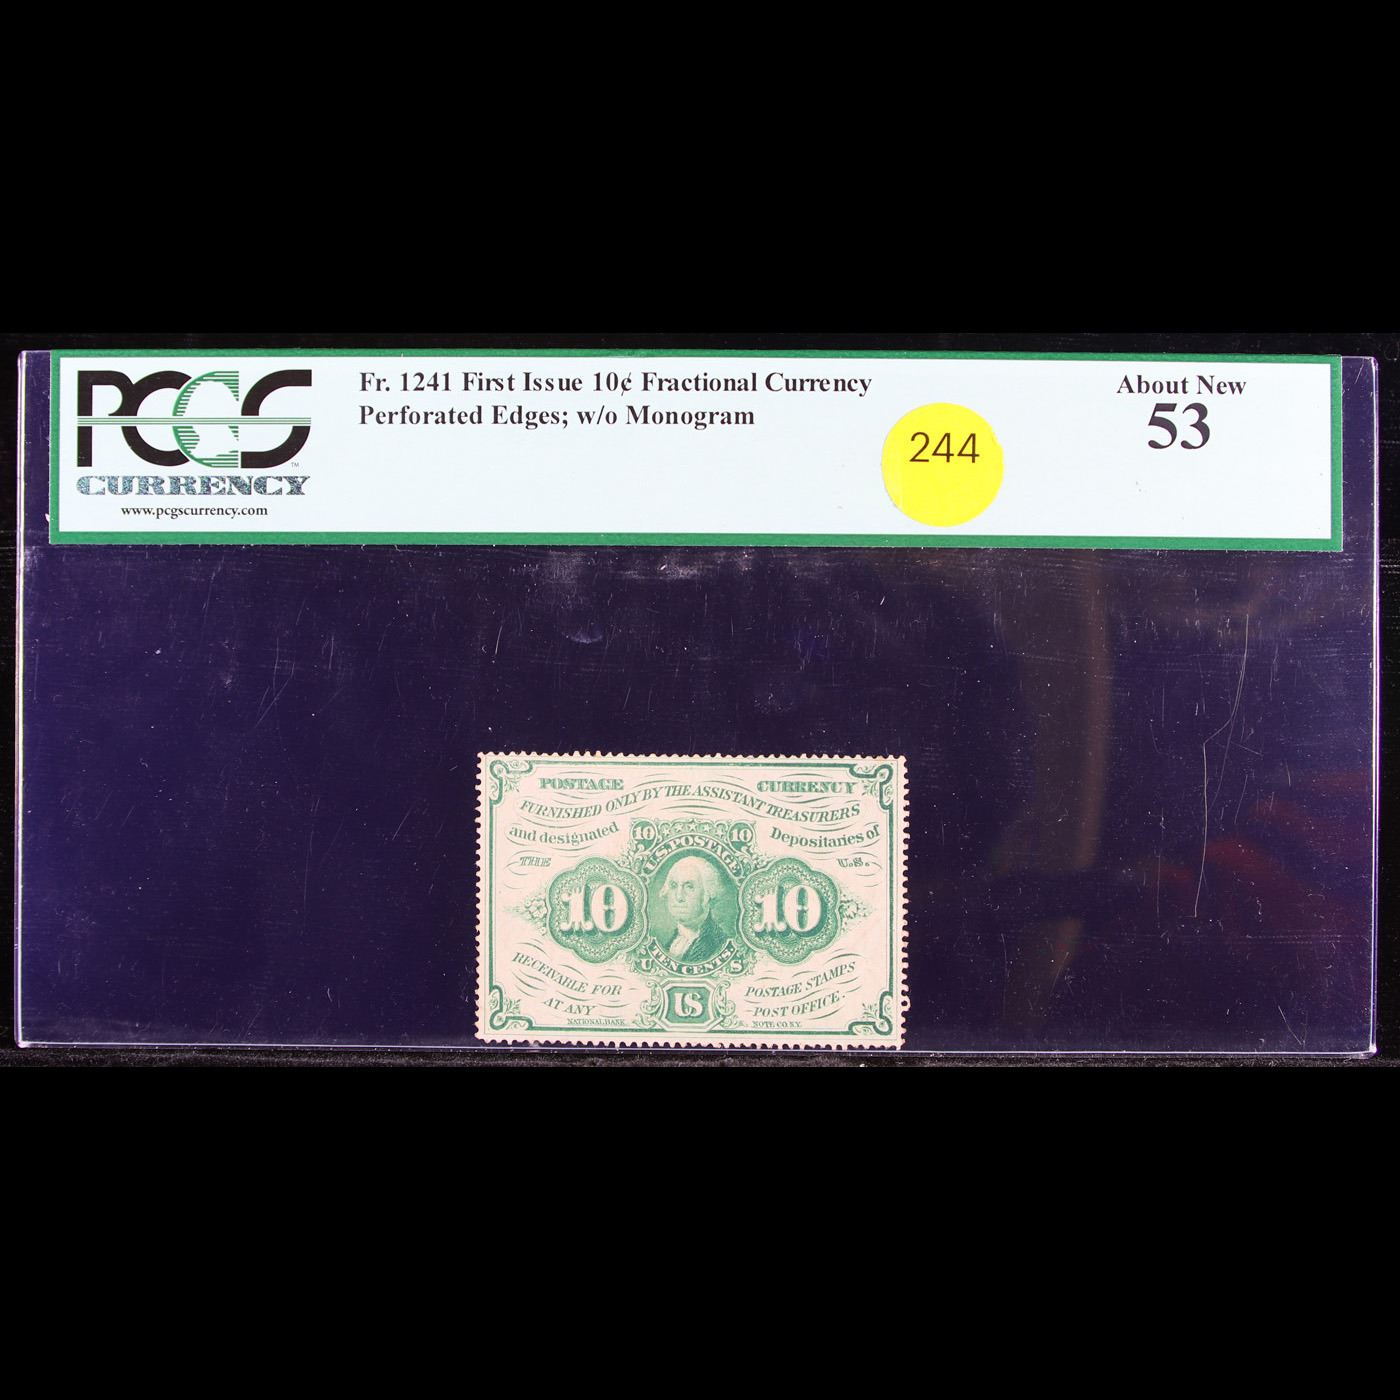 PCGS
TM
CURRENCY
www.pcgscurrency.com
Fr. 1241 First Issue 10¢ Fractional Currency
Perforated Edges; w/o Monogram
244
About New
53
POSTAGE CURRENCY
FURNISHED ONLY BY THE ASSISTANT TREASURERS
and designated Depositaries of
THE U.S.
10 10
U.S. POSTAGE
10 10
TEN CENTS
U S
RECEIVABLE FOR POSTAGE STAMPS
AT ANY POST OFFICE.
US
NATIONAL BANK NOTE CO. N.Y.